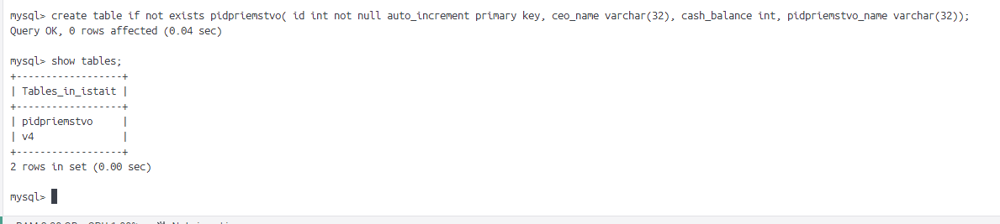 mysql> create table if not exists pidpriemstvo( id int not null auto_increment primary key, ceo_name varchar(32), cash_balance int, pidpriemstvo_name varchar(32));
Query OK, 0 rows affected (0.04 sec)
mysql> show tables;
+------------------+
| Tables_in_istait |
+------------------+
| pidpriemstvo     |
| v4               |
+------------------+
2 rows in set (0.00 sec)
mysql>